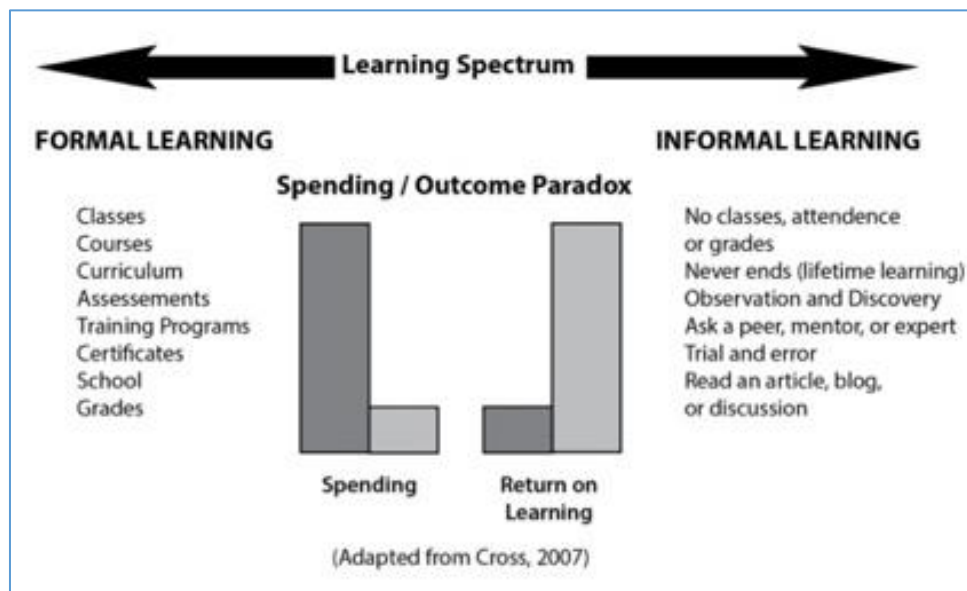 Learning Spectrum
FORMAL LEARNING
Classes
Courses
Curriculum
Assessements
Training Programs
Certificates
School
Grades
Spending / Outcome Paradox
Spending
Return on
Learning
(Adapted from Cross, 2007)
INFORMAL LEARNING
No classes, attendence
or grades
Never ends (lifetime learning)
Observation and Discovery
Ask a peer, mentor, or expert
Trial and error
Read an article, blog,
or discussion